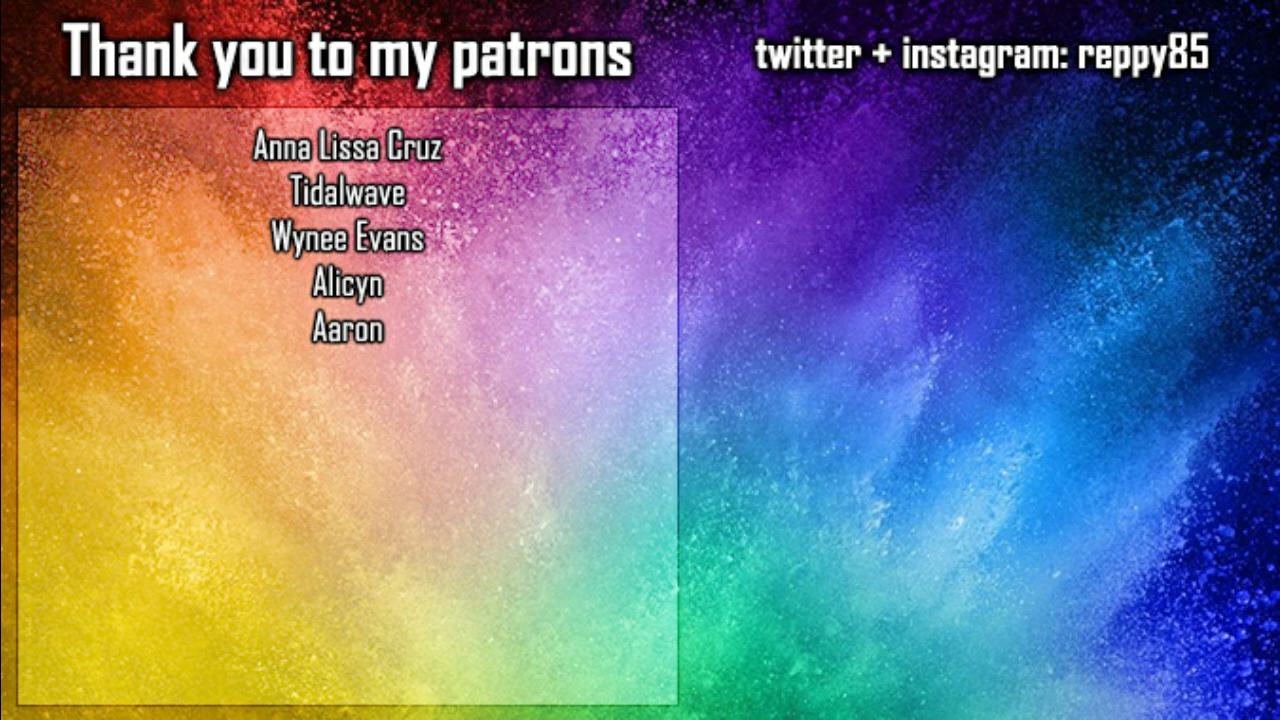 Thank you to my patrons
twitter + instagram: reppy85
Anna Lissa Cruz
Tidalwave
Wynee Evans
Alicyn
Aaron